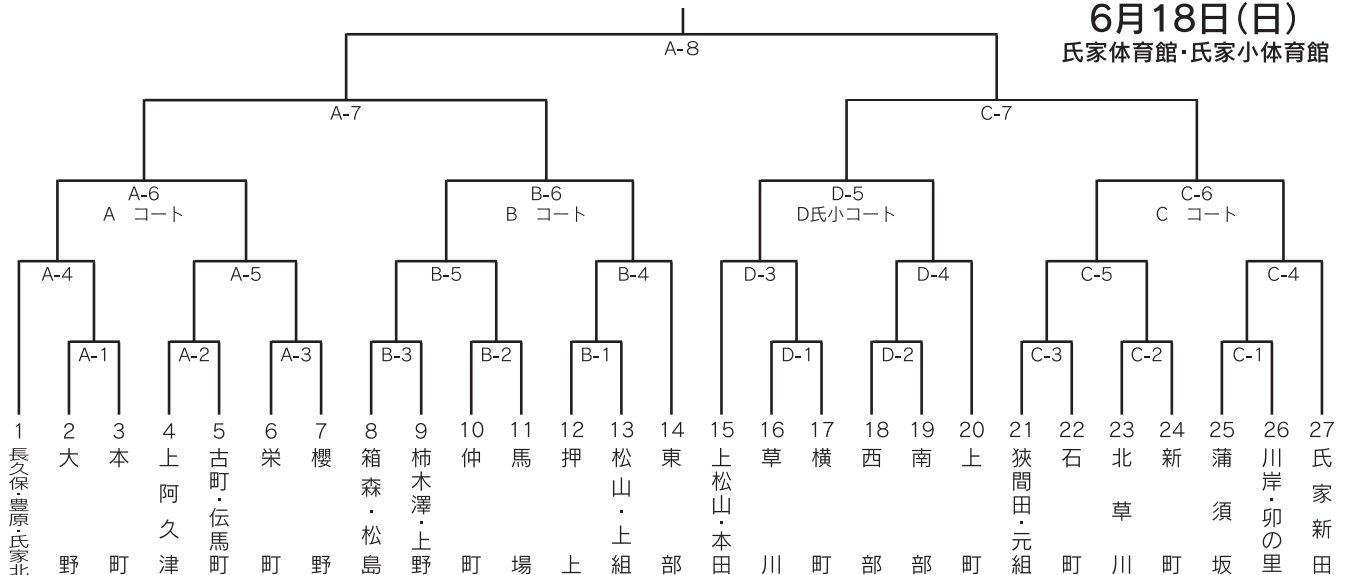 6月18日(日)
氏家体育館・氏家小体育館
A-8
A-7
C-7
A-6
A コート
B-6
B コート
D-5
D氏小コート
C-6
C コート
A-4
A-5
B-5
B-4
D-3
D-4
C-5
C-4
A-1
A-2
A-3
B-3
B-2
B-1
D-1
D-2
C-3
C-2
C-1
1 長久保・豊原・氏家北
2 大野
3 本町
4 上阿久津
5 古町・伝馬町
6 栄町
7 櫻野
8 箱森・松島
9 柿木澤・上野
10 仲町
11 馬場
12 押上
13 松山・上組
14 東部
15 上松山・本田
16 草川
17 横町
18 西部
19 南部
20 上町
21 狹間田・元組
22 石町
23 北草川
24 新町
25 蒲須坂
26 川岸・卯の里
27 氏家新田